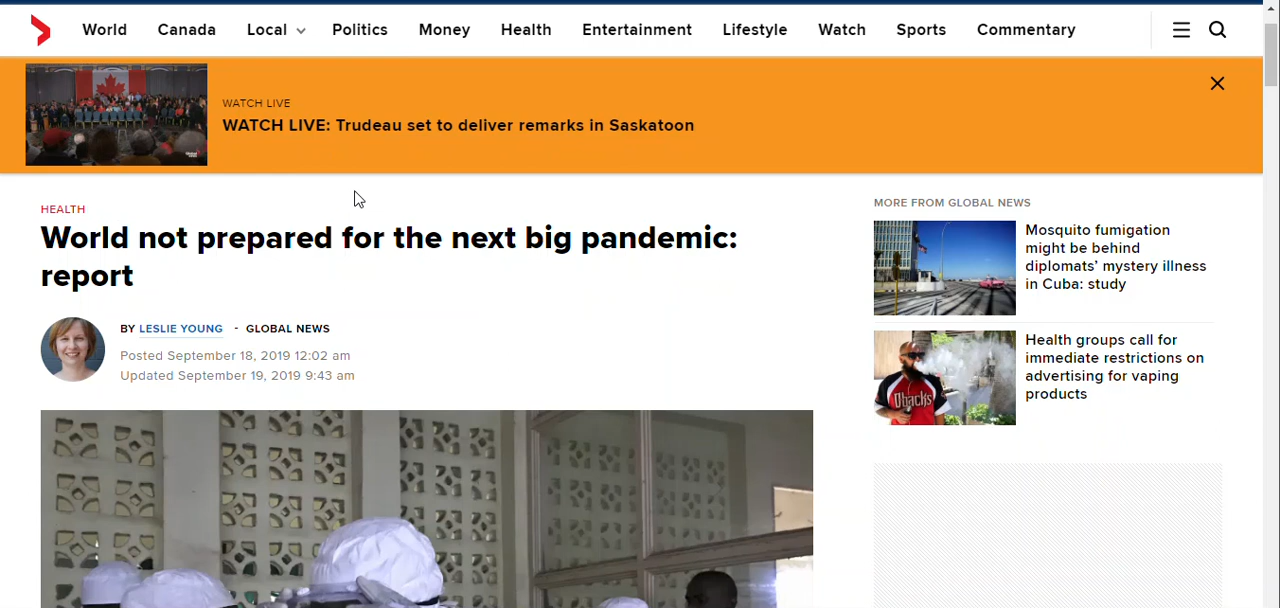 World Canada Local Politics Money Health Entertainment Lifestyle Watch Sports Commentary
WATCH LIVE
WATCH LIVE: Trudeau set to deliver remarks in Saskatoon
HEALTH
World not prepared for the next big pandemic:
report
BY LESLIE YOUNG - GLOBAL NEWS
Posted September 18, 2019 12:02 am
Updated September 19, 2019 9:43 am
MORE FROM GLOBAL NEWS
Mosquito fumigation
might be behind
diplomats’ mystery illness
in Cuba: study
Health groups call for
immediate restrictions on
advertising for vaping
products
Dbacks